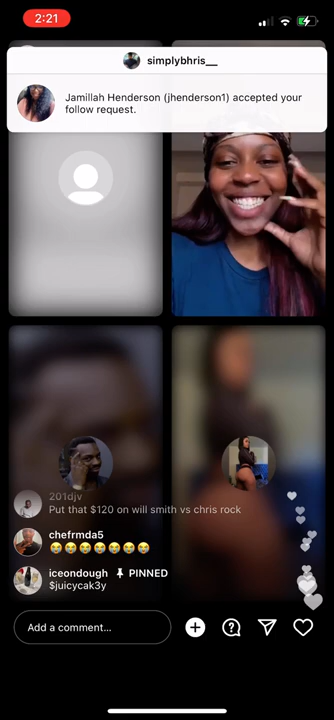 2:21
simplybhris__
Jamillah Henderson (jhenderson1) accepted your
follow request.
201djv
Put that $120 on will smith vs chris rock
chefrmda5
😭😭😭😭😭😭😭
iceondough PINNED
$juicycak3y
Add a comment...